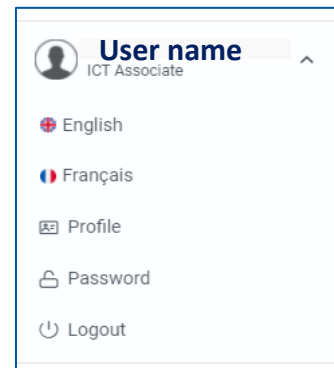 User name
ICT Associate
English
Français
Profile
Password
Logout